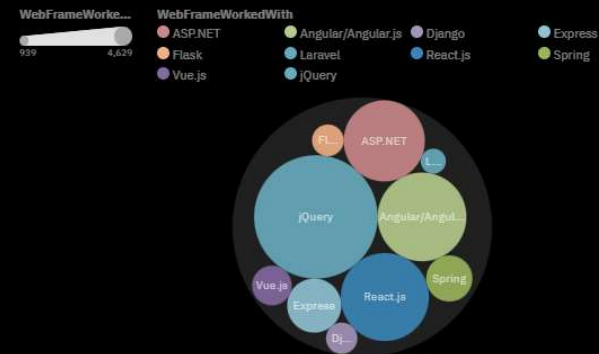 WebFrameWorke... WebFrameWorkedWith
939 4,629
ASP.NET Angular/Angular.js Django Express
Flask Laravel React.js Spring
Vue.js jQuery
Fl... ASP.NET
L...
jQuery Angular/Angul...
Vue.js Express React.js Spring
Dj...